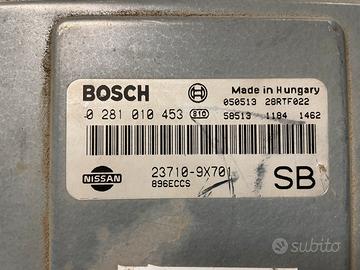 BOSCH
Made in Hungary
050513 28RTF022
0 281 010 453 S10 58513 1184 1462
23710-9X701
896ECCS
NISSAN
SB
subito